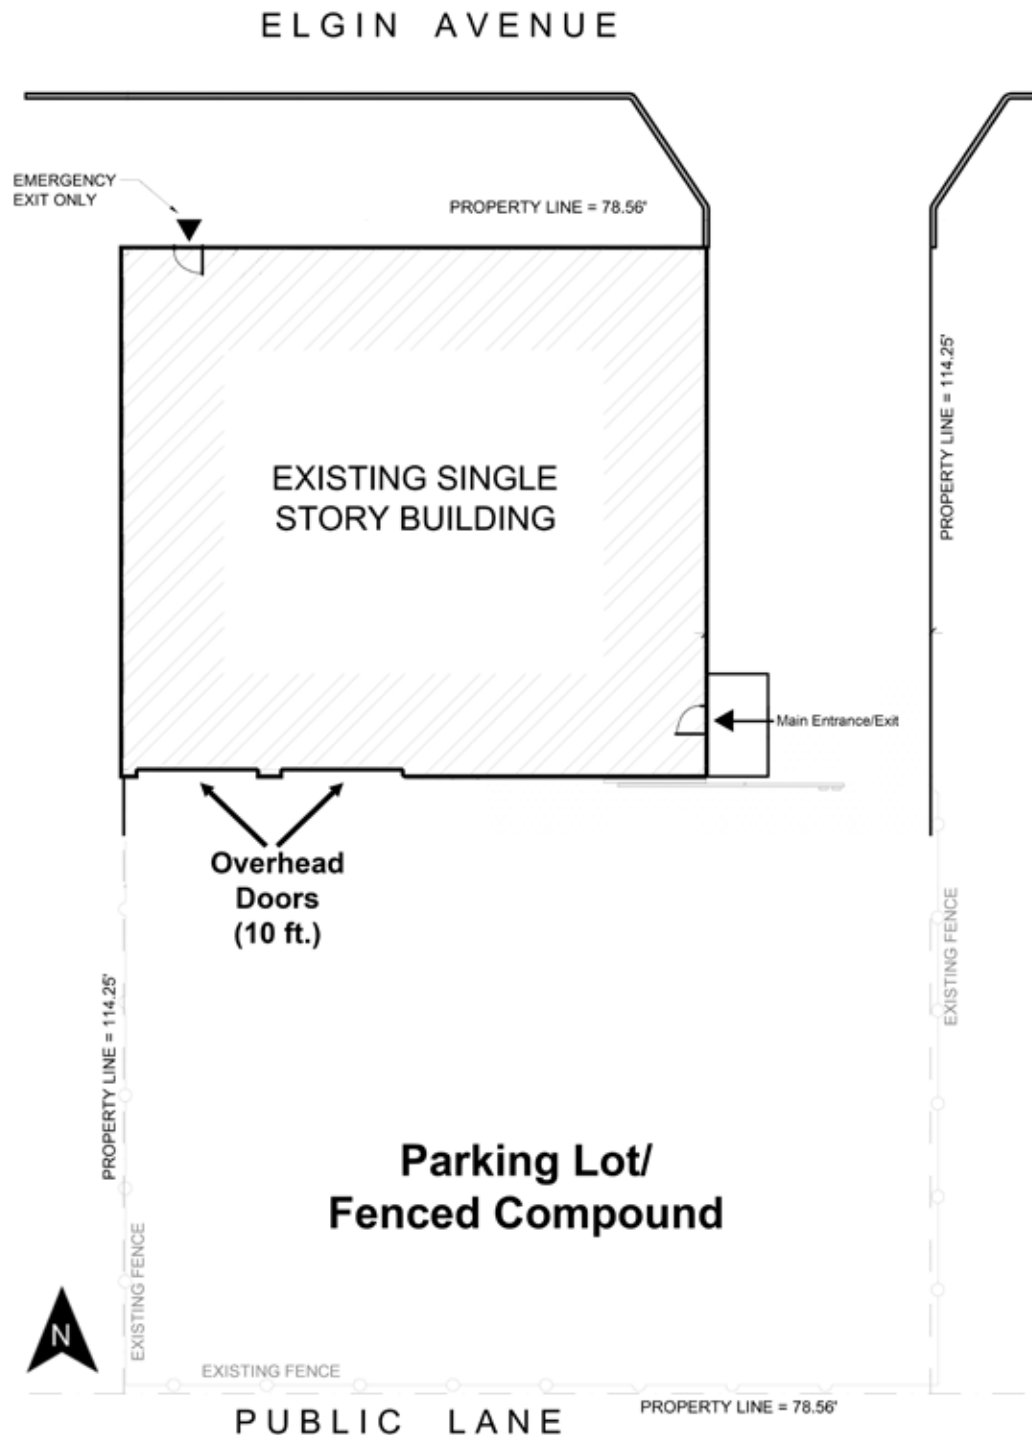 ELGIN AVENUE
EMERGENCY
EXIT ONLY
PROPERTY LINE = 78.56'
PROPERTY LINE = 114.25'
EXISTING SINGLE
STORY BUILDING
Main Entrance/Exit
Overhead
Doors
(10 ft.)
EXISTING FENCE
PROPERTY LINE = 114.25'
Parking Lot/
Fenced Compound
EXISTING FENCE
N
EXISTING FENCE
PROPERTY LINE = 78.56'
PUBLIC LANE